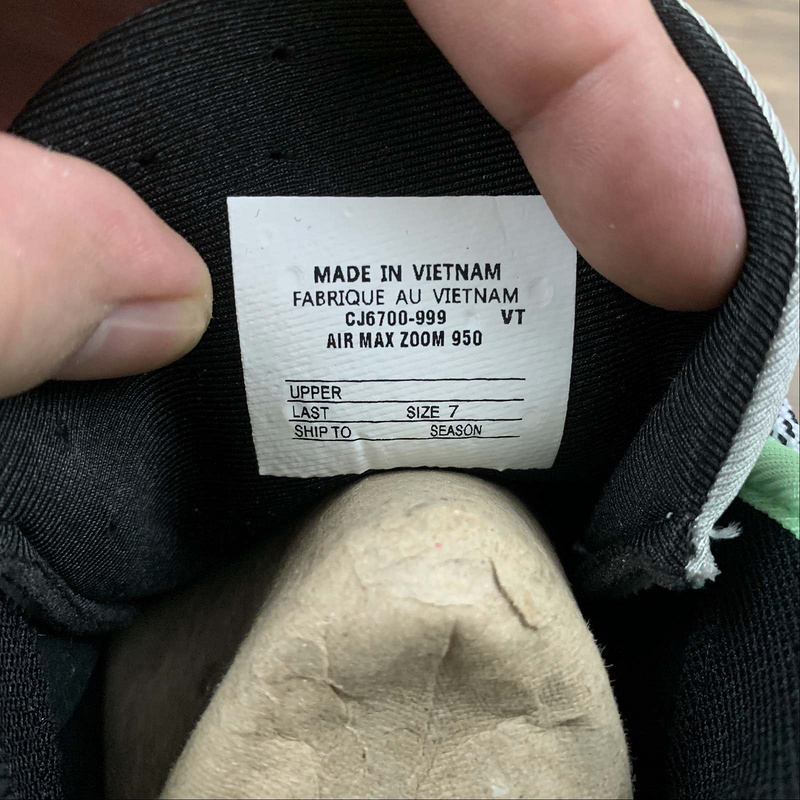 MADE IN VIETNAM
FABRIQUE AU VIETNAM
CJ6700-999 VT
AIR MAX ZOOM 950
UPPER
LAST SIZE 7
SHIP TO SEASON